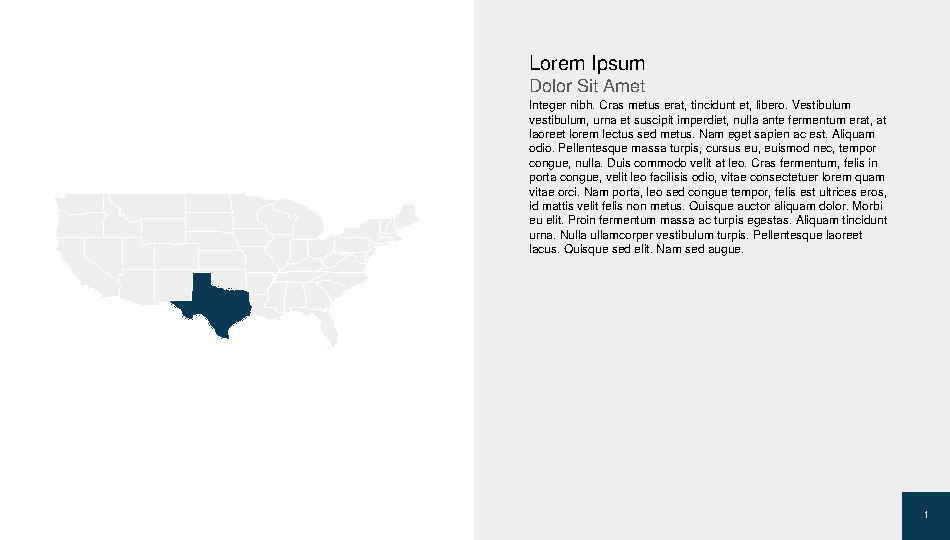 Lorem Ipsum
Dolor Sit Amet
Integer nibh. Cras metus erat, tincidunt et, libero. Vestibulum
vestibulum, urna et suscipit imperdiet, nulla ante fermentum erat, at
laoreet lorem lectus sed metus. Nam eget sapien ac est. Aliquam
odio. Pellentesque massa turpis, cursus eu, euismod nec, tempor
congue, nulla. Duis commodo velit at leo. Cras fermentum, felis in
porta congue, velit leo facilisis odio, vitae consectetuer lorem quam
vitae orci. Nam porta, leo sed congue tempor, felis est ultrices eros,
id mattis velit felis non metus. Quisque auctor aliquam dolor. Morbi
eu elit. Proin fermentum massa ac turpis egestas. Aliquam tincidunt
urna. Nulla ullamcorper vestibulum turpis. Pellentesque laoreet
lacus. Quisque sed elit. Nam sed augue.
1